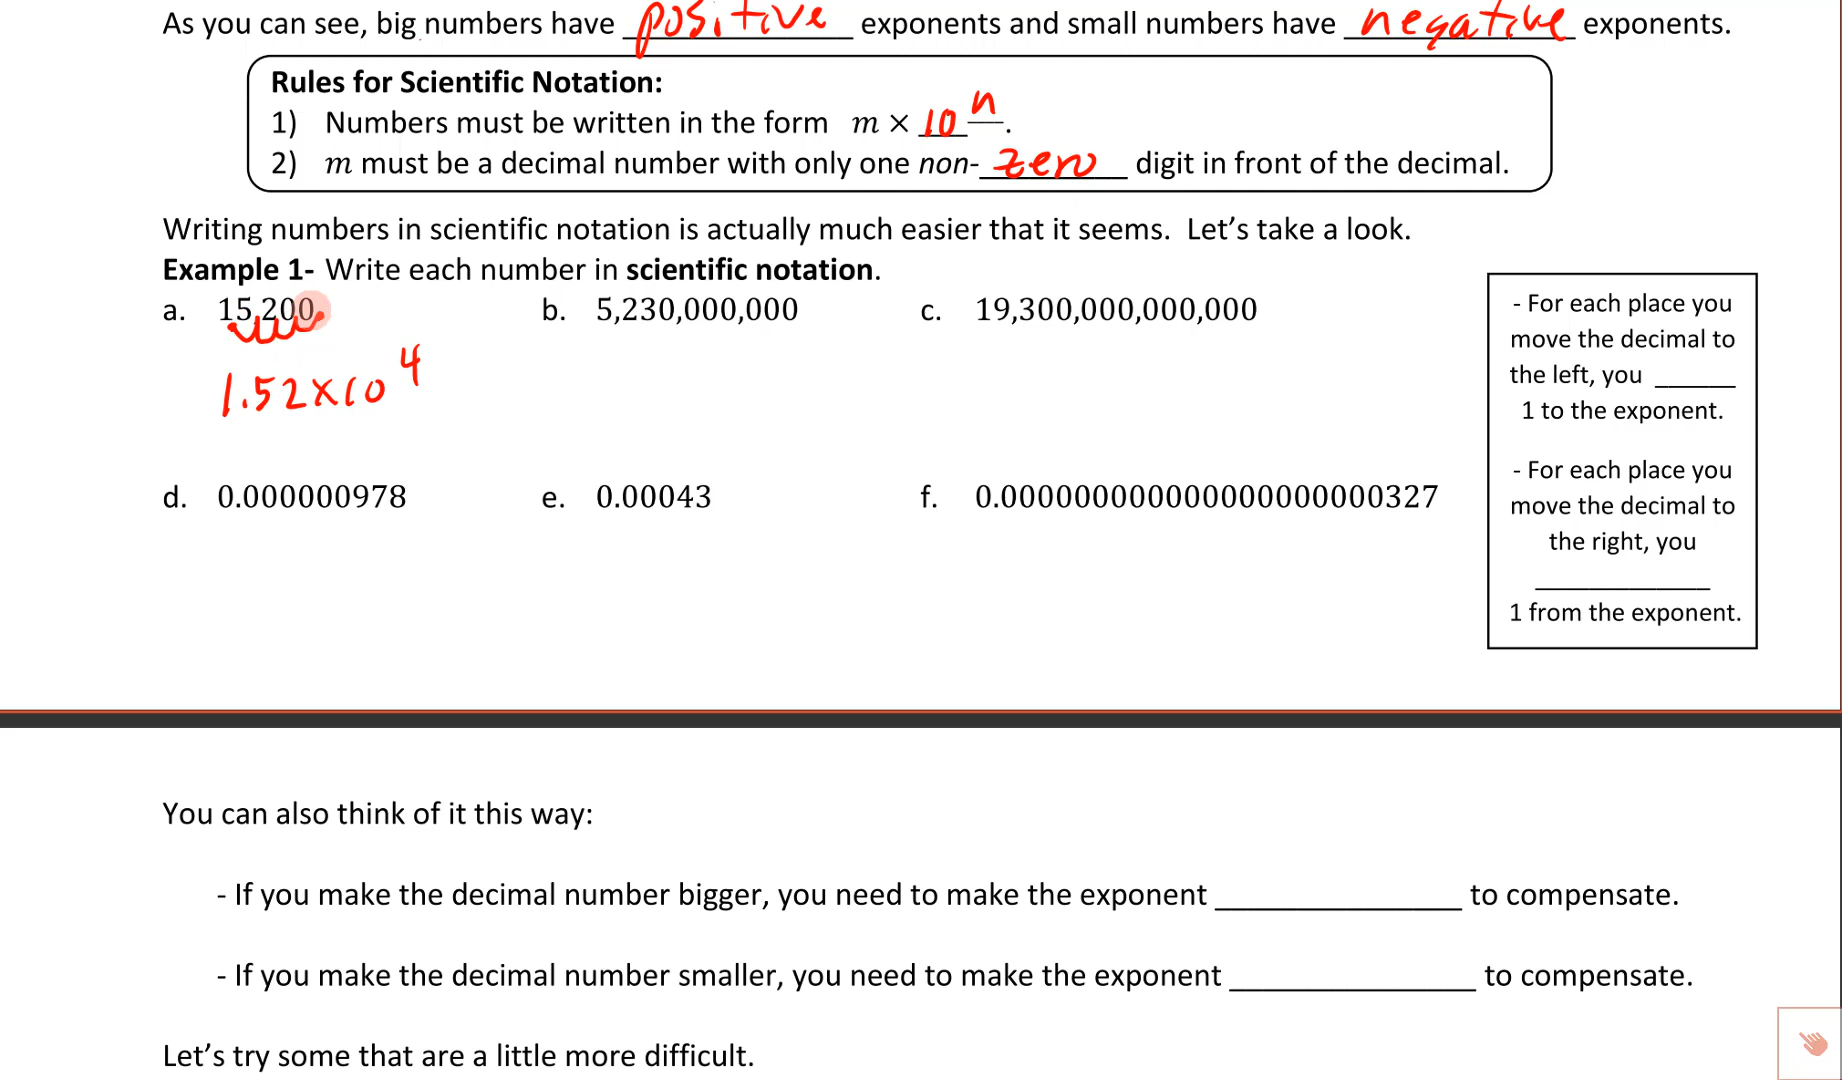 As you can see, big numbers have positive exponents and small numbers have negative exponents.
Rules for Scientific Notation:
1) Numbers must be written in the form m × 10^n.
2) m must be a decimal number with only one non-zero digit in front of the decimal.
Writing numbers in scientific notation is actually much easier that it seems. Let's take a look.
Example 1- Write each number in scientific notation.
a. 15,200 b. 5,230,000,000 c. 19,300,000,000,000
1.52×10^4
d. 0.000000978 e. 0.00043 f. 0.000000000000000000000327
- For each place you
move the decimal to
the left, you ______
1 to the exponent.
- For each place you
move the decimal to
the right, you
_____________
1 from the exponent.
You can also think of it this way:
- If you make the decimal number bigger, you need to make the exponent ________________ to compensate.
- If you make the decimal number smaller, you need to make the exponent ________________ to compensate.
Let's try some that are a little more difficult.